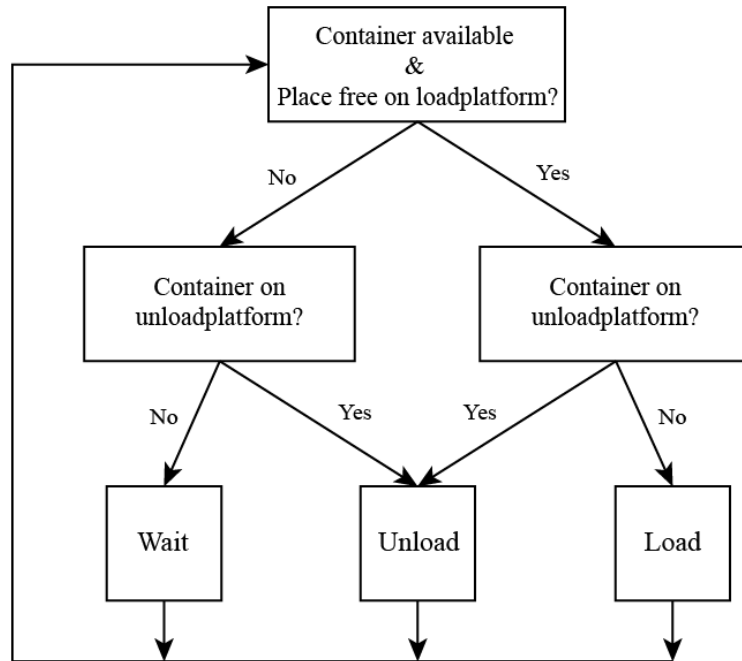 Container available
&
Place free on loadplatform?
No
Yes
Container on
unloadplatform?
Container on
unloadplatform?
No
Yes
Yes
No
Wait
Unload
Load